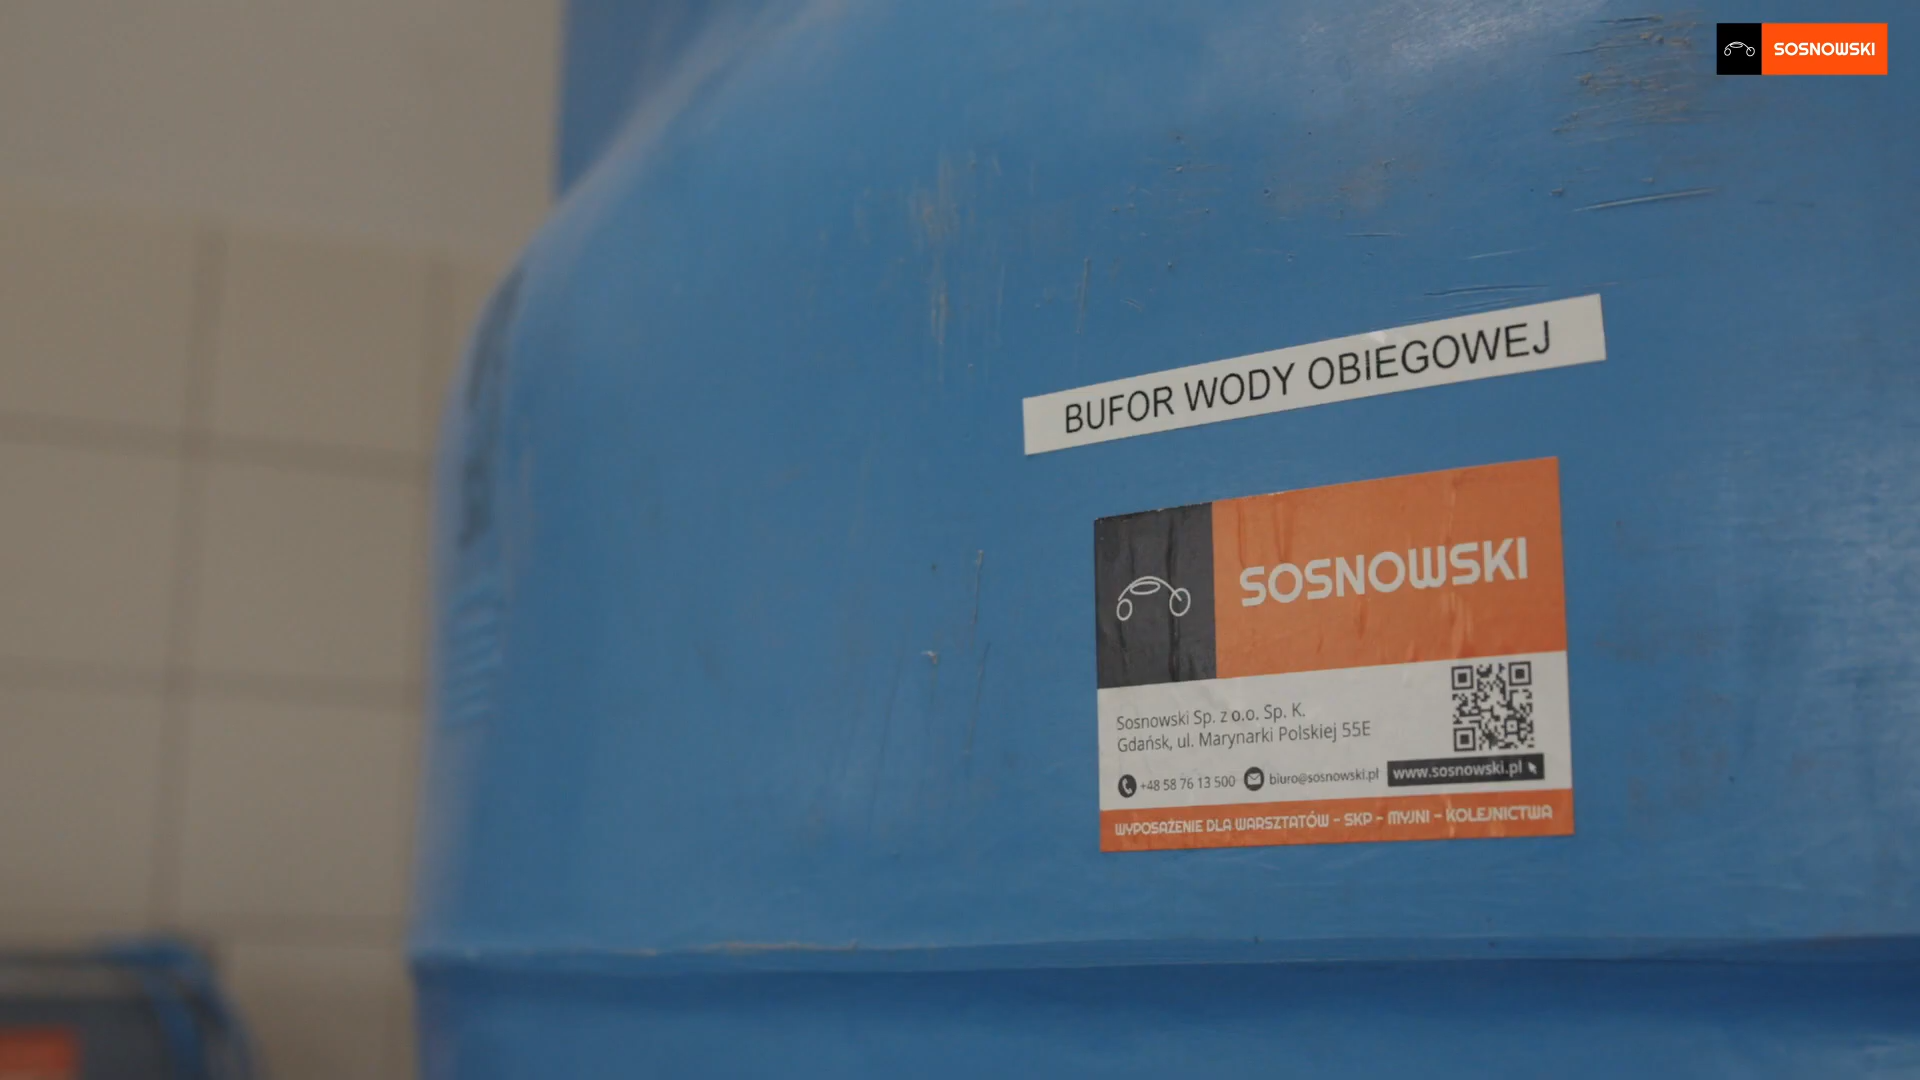 SOSNOWSKI
BUFOR WODY OBIEGOWEJ
SOSNOWSKI
Sosnowski Sp. z o.o. Sp. K.
Gdańsk, ul. Marynarki Polskiej 55E
+48 58 76 13 500 biuro@sosnowski.pl www.sosnowski.pl
WYPOSAŻENIE DLA WARSZTATÓW - SKP - MYJNI - KOLEJNICTWA